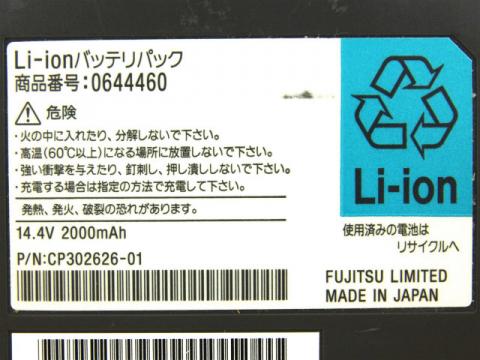 Li-ionバッテリパック
商品番号:0644460
危険
・火の中に入れたり、分解しないで下さい。
・高温(60℃以上)になる場所に放置しないで下さい。
・強い衝撃を与えたり、釘刺し、押し潰ししないで下さい。
・充電する場合は指定の方法で充電して下さい。
発熱、発火、破裂の恐れがあります。
14.4V 2000mAh
P/N:CP302626-01
Li-ion
使用済みの電池は
リサイクルへ
FUJITSU LIMITED
MADE IN JAPAN